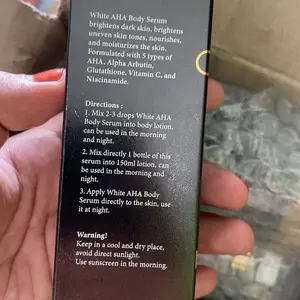 White AHA Body Serum
brightens dark skin, brightens
uneven skin tones, nourishes,
and moisturizes the skin.
Formulated with 5 types of
AHA, Alpha Arbutin,
Glutathione, Vitamin C, and
Niacinamide.
Directions :
1. Mix 2-3 drops White AHA
Body Serum into body lotion.
can be used in the morning
and night.
2. Mix directly 1 bottle of this
serum into 150ml lotion, can
be used in the morning and
night.
3. Apply White AHA Body
Serum directly to the skin, use
it at night.
Warning!
Keep in a cool and dry place,
avoid direct sunlight.
Use sunscreen in the morning.